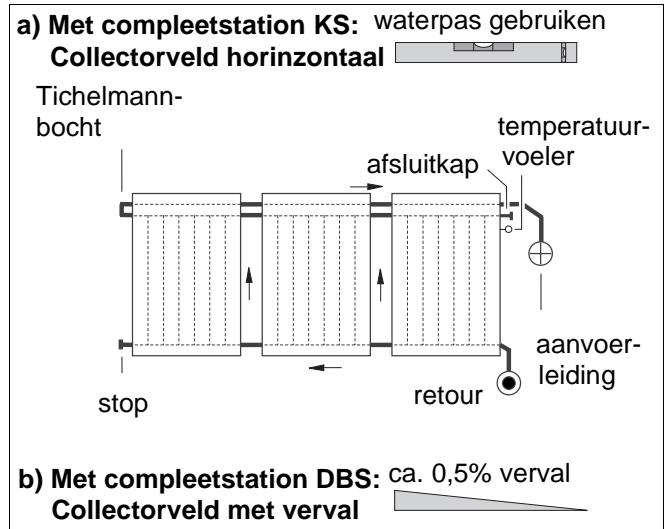 a) Met compleetstation KS: waterpas gebruiken
Collectorveld horinzontaal
Tichelmann-
bocht
temperatuur-
voeler
afsluitkap
aanvoer-
leiding
retour
stop
b) Met compleetstation DBS: ca. 0,5% verval
Collectorveld met verval